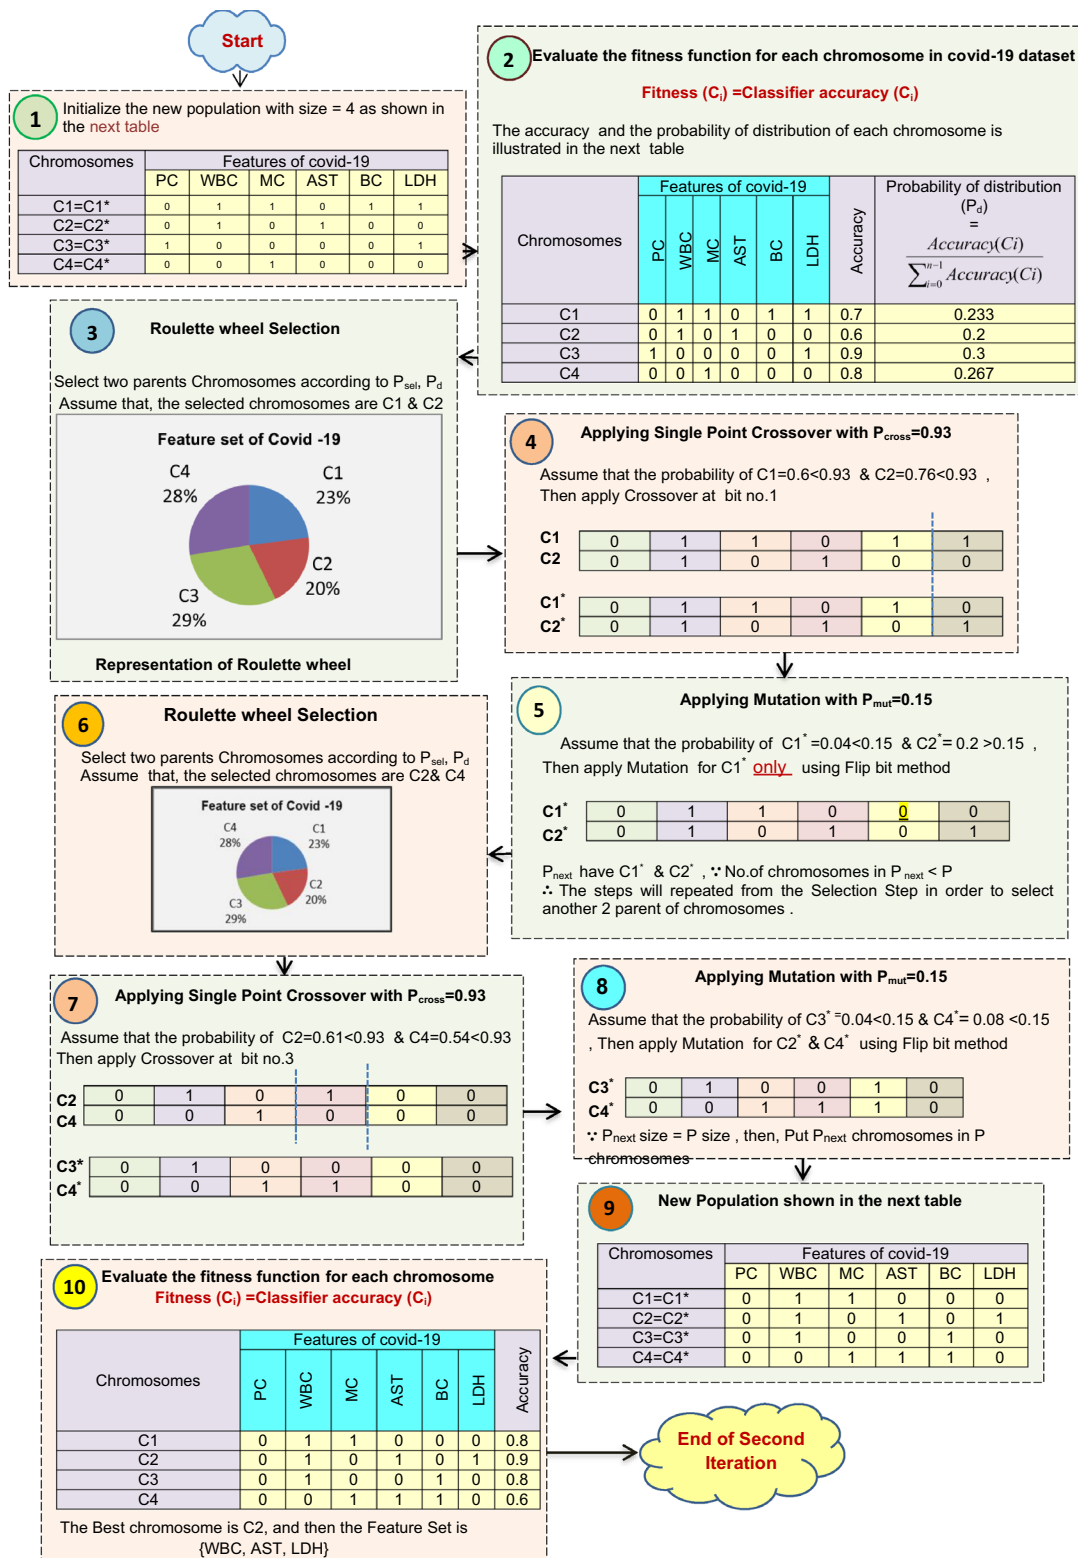 Start
1
Initialize the new population with size = 4 as shown in
the next table
Chromosomes Features of covid-19
PC WBC MC AST BC LDH
C1=C1* 0 1 1 0 1 1
C2=C2* 0 1 0 1 0 0
C3=C3* 1 0 0 0 0 1
C4=C4* 0 0 1 0 0 0
2
Evaluate the fitness function for each chromosome in covid-19 dataset
Fitness (Ci) =Classifier accuracy (Ci)
The accuracy and the probability of distribution of each chromosome is
illustrated in the next table
Chromosomes Features of covid-19 Accuracy Probability of distribution
(Pd)
=
Accuracy(Ci)
∑ n−1 i=0 Accuracy(Ci)
PC WBC MC AST BC LDH
C1 0 1 1 0 1 1 0.7 0.233
C2 0 1 0 1 0 0 0.6 0.2
C3 1 0 0 0 0 1 0.9 0.3
C4 0 0 1 0 0 0 0.8 0.267
3
Roulette wheel Selection
Select two parents Chromosomes according to Psel, Pd
Assume that, the selected chromosomes are C1 & C2
Feature set of Covid -19
C4
28%
C1
23%
C2
20%
C3
29%
Representation of Roulette wheel
4
Applying Single Point Crossover with Pcross=0.93
Assume that the probability of C1=0.6<0.93 & C2=0.76<0.93 ,
Then apply Crossover at bit no.1
C1 0 1 1 0 1 1
C2 0 1 0 1 0 0
C1* 0 1 1 0 1 0
C2* 0 1 0 1 0 1
5
Applying Mutation with Pmut=0.15
Assume that the probability of C1* =0.04<0.15 & C2*= 0.2 >0.15 ,
Then apply Mutation for C1* only using Flip bit method
C1* 0 1 1 0 0 0
C2* 0 1 0 1 0 1
Pnext have C1* & C2* , ∵ No.of chromosomes in Pnext < P
∴ The steps will repeated from the Selection Step in order to select
another 2 parent of chromosomes .
6
Roulette wheel Selection
Select two parents Chromosomes according to Psel, Pd
Assume that, the selected chromosomes are C2& C4
Feature set of Covid -19
C4
28%
C1
23%
C2
20%
C3
29%
7
Applying Single Point Crossover with Pcross=0.93
Assume that the probability of C2=0.61<0.93 & C4=0.54<0.93
Then apply Crossover at bit no.3
C2 0 1 0 1 0 0
C4 0 0 1 0 0 0
C3* 0 1 0 0 0 0
C4* 0 0 1 1 0 0
8
Applying Mutation with Pmut=0.15
Assume that the probability of C3* =0.04<0.15 & C4*= 0.08 <0.15
, Then apply Mutation for C2* & C4* using Flip bit method
C3* 0 1 0 0 1 0
C4* 0 0 1 1 1 0
∵ Pnext size = P size , then, Put Pnext chromosomes in P
chromosomes
9
New Population shown in the next table
Chromosomes Features of covid-19
PC WBC MC AST BC LDH
C1=C1* 0 1 1 0 0 0
C2=C2* 0 1 0 1 0 1
C3=C3* 0 1 0 0 1 0
C4=C4* 0 0 1 1 1 0
10
Evaluate the fitness function for each chromosome
Fitness (Ci) =Classifier accuracy (Ci)
Chromosomes Features of covid-19 Accuracy
PC WBC MC AST BC LDH
C1 0 1 1 0 0 0 0.8
C2 0 1 0 1 0 1 0.9
C3 0 1 0 0 1 0 0.8
C4 0 0 1 1 1 0 0.6
The Best chromosome is C2, and then the Feature Set is
{WBC, AST, LDH}
End of Second
Iteration